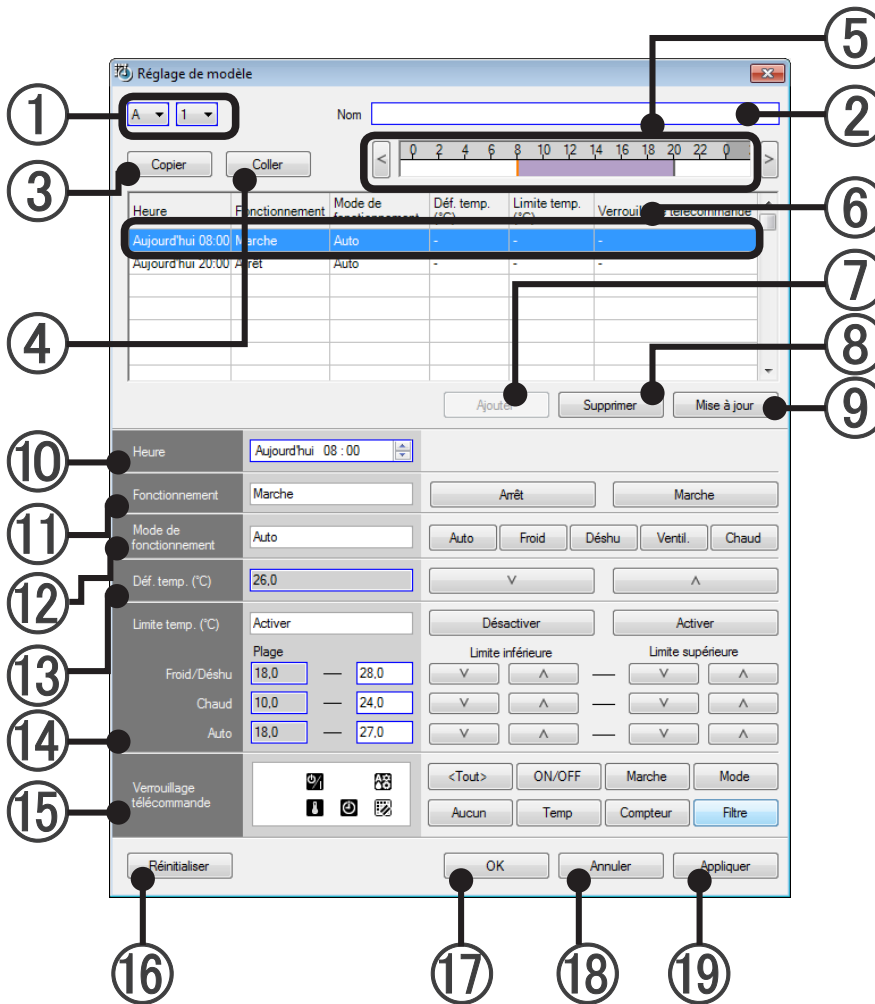 ⑤
Réglage de modèle
①
A 1
Nom
②
< 0 2 4 6 8 10 12 14 16 18 20 22 0 >
③
Copier Coller
Heure Fonctionnement Mode de fonctionnement Déf. temp. (°C) Limite temp. (°C) Verrouillage télécommande
⑥
Aujourd'hui 08:00 Marche Auto - - -
Aujourd'hui 20:00 Arrêt Auto - - -
⑦
④
⑧
Ajouter Supprimer Mise à jour
⑨
⑩
Heure Aujourd'hui 08 : 00
⑪
Fonctionnement Marche Arrêt Marche
⑫
Mode de
fonctionnement
Auto Auto Froid Déshu Ventil. Chaud
⑬
Déf. temp. (°C) 26,0 ∨ ∧
Limite temp. (°C) Activer Désactiver Activer
Plage Limite inférieure Limite supérieure
Froid/Déshu 18,0 — 28,0 ∨ ∧ — ∨ ∧
Chaud 10,0 — 24,0 ∨ ∧ — ∨ ∧
⑭
Auto 18,0 — 27,0 ∨ ∧ — ∨ ∧
⑮
Verrouillage
télécommande
<Tout> ON/OFF Marche Mode
Aucun Temp Compteur Filtre
Réinitialiser OK Annuler Appliquer
⑯ ⑰ ⑱ ⑲